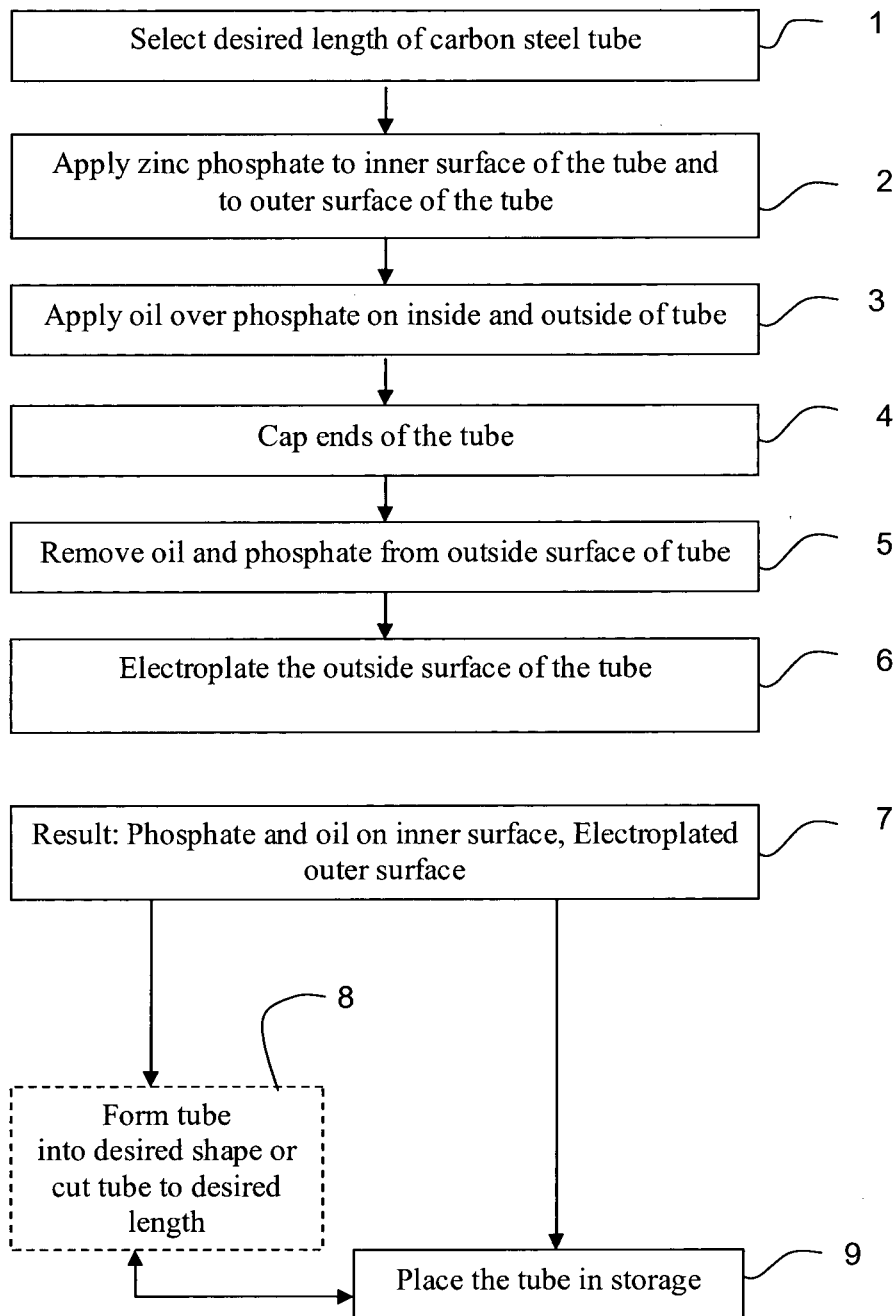 Select desired length of carbon steel tube
1
Apply zinc phosphate to inner surface of the tube and
to outer surface of the tube
2
Apply oil over phosphate on inside and outside of tube
3
Cap ends of the tube
4
Remove oil and phosphate from outside surface of tube
5
Electroplate the outside surface of the tube
6
Result: Phosphate and oil on inner surface, Electroplated
outer surface
7
8
Form tube
into desired shape or
cut tube to desired
length
Place the tube in storage
9